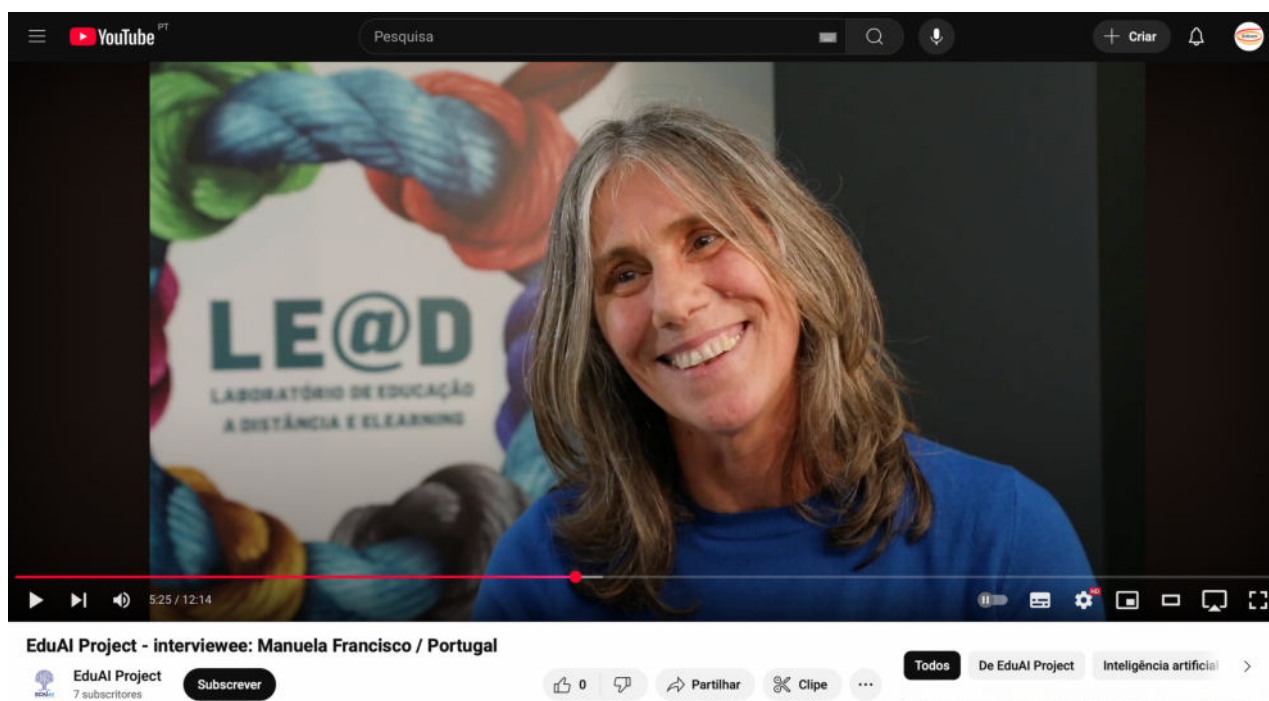 YouTube PT
Pesquisa
Criar
LE@D
LABORATÓRIO DE EDUCAÇÃO
A DISTÂNCIA E ELEARNING
5:25 / 12:14
HD
EduAI Project - interviewee: Manuela Francisco / Portugal
EduAI Project
7 subscritores
Subscrever
0
Partilhar
Clipe
Todos
De EduAI Project
Inteligência artificial